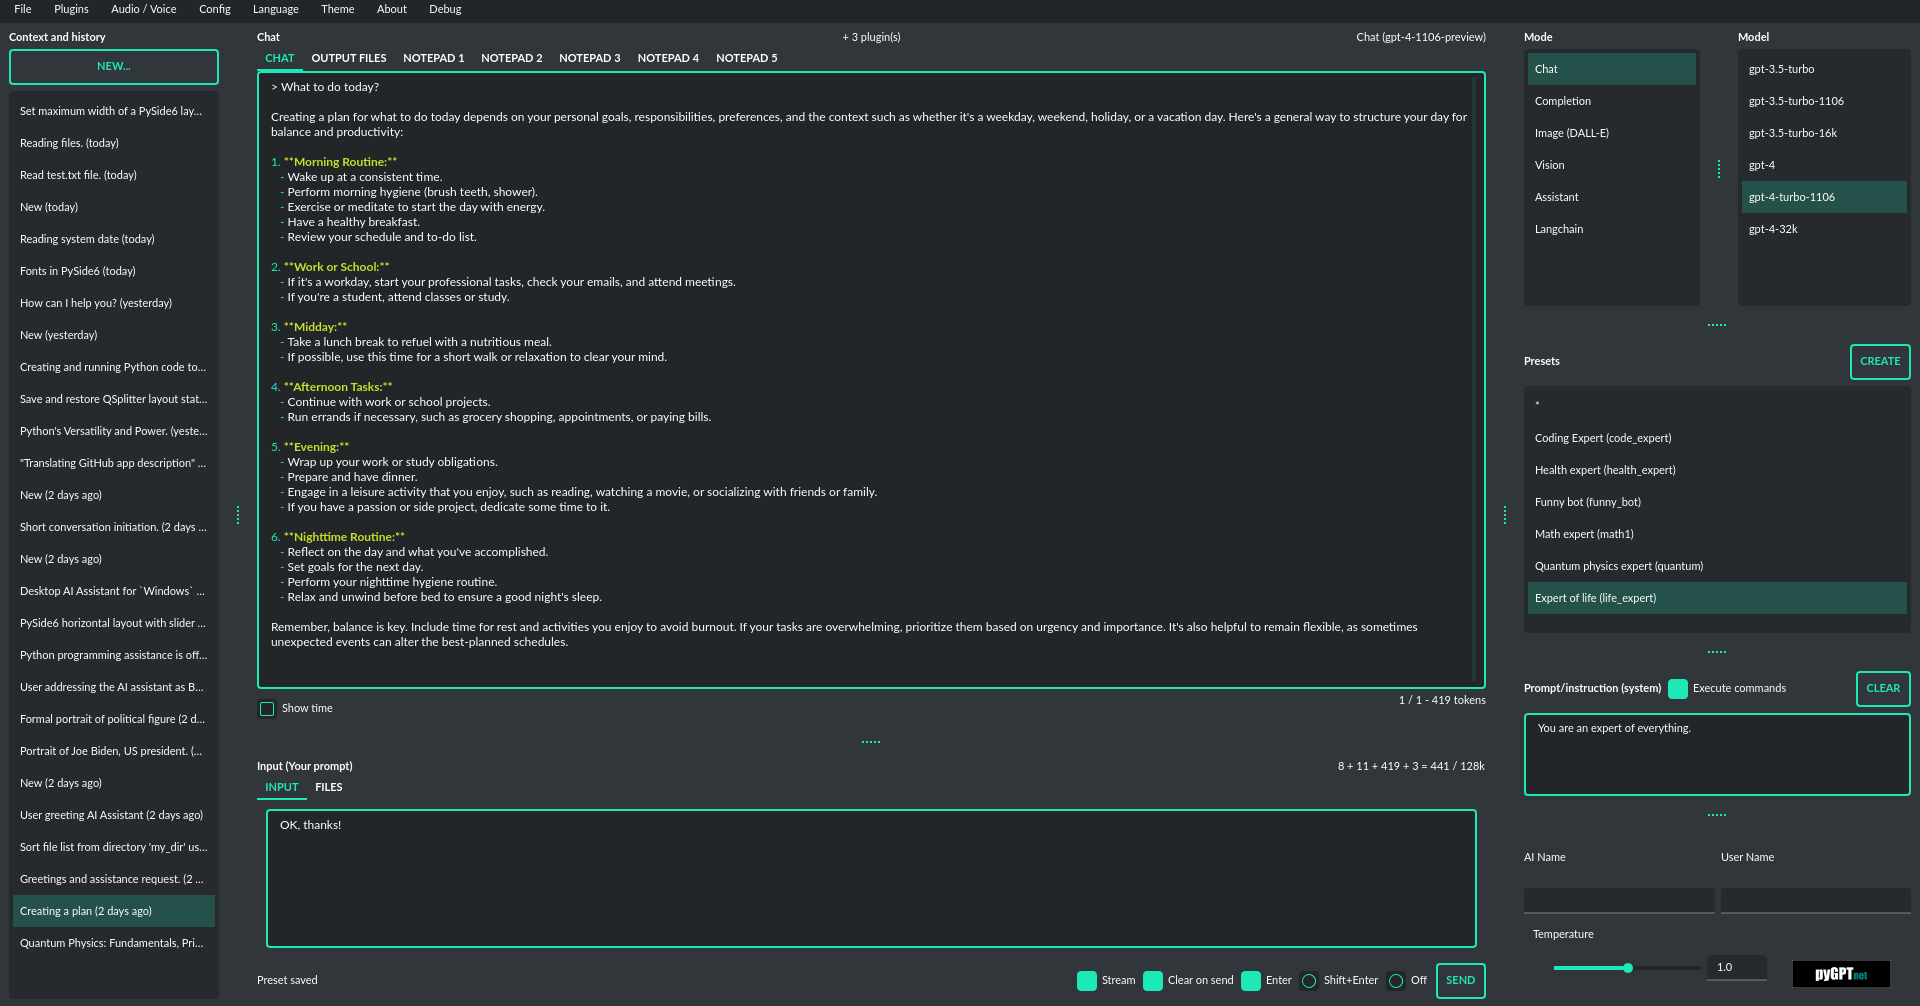 File Plugins Audio / Voice Config Language Theme About Debug
Context and history
NEW...
Set maximum width of a PySide6 lay...
Reading files. (today)
Read test.txt file. (today)
New (today)
Reading system date (today)
Fonts in PySide6 (today)
How can I help you? (yesterday)
New (yesterday)
Creating and running Python code to...
Save and restore QSplitter layout stat...
Python's Versatility and Power. (yeste...
"Translating GitHub app description" ...
New (2 days ago)
Short conversation initiation. (2 days ...
New (2 days ago)
Desktop AI Assistant for `Windows` ...
PySide6 horizontal layout with slider ...
Python programming assistance is off...
User addressing the AI assistant as B...
Formal portrait of political figure (2 d...
Portrait of Joe Biden, US president. (...
New (2 days ago)
User greeting AI Assistant (2 days ago)
Sort file list from directory 'my_dir' us...
Greetings and assistance request. (2 ...
Creating a plan (2 days ago)
Quantum Physics: Fundamentals, Pri...
Chat + 3 plugin(s) Chat (gpt-4-1106-preview)
CHAT OUTPUT FILES NOTEPAD 1 NOTEPAD 2 NOTEPAD 3 NOTEPAD 4 NOTEPAD 5
> What to do today?
Creating a plan for what to do today depends on your personal goals, responsibilities, preferences, and the context such as whether it's a weekday, weekend, holiday, or a vacation day. Here's a general way to structure your day for
balance and productivity:
1. **Morning Routine:**
- Wake up at a consistent time.
- Perform morning hygiene (brush teeth, shower).
- Exercise or meditate to start the day with energy.
- Have a healthy breakfast.
- Review your schedule and to-do list.
2. **Work or School:**
- If it's a workday, start your professional tasks, check your emails, and attend meetings.
- If you're a student, attend classes or study.
3. **Midday:**
- Take a lunch break to refuel with a nutritious meal.
- If possible, use this time for a short walk or relaxation to clear your mind.
4. **Afternoon Tasks:**
- Continue with work or school projects.
- Run errands if necessary, such as grocery shopping, appointments, or paying bills.
5. **Evening:**
- Wrap up your work or study obligations.
- Prepare and have dinner.
- Engage in a leisure activity that you enjoy, such as reading, watching a movie, or socializing with friends or family.
- If you have a passion or side project, dedicate some time to it.
6. **Nighttime Routine:**
- Reflect on the day and what you've accomplished.
- Set goals for the next day.
- Perform your nighttime hygiene routine.
- Relax and unwind before bed to ensure a good night's sleep.
Remember, balance is key. Include time for rest and activities you enjoy to avoid burnout. If your tasks are overwhelming, prioritize them based on urgency and importance. It's also helpful to remain flexible, as sometimes
unexpected events can alter the best-planned schedules.
Show time 1 / 1 - 419 tokens
Input (Your prompt) 8 + 11 + 419 + 3 = 441 / 128k
INPUT FILES
OK, thanks!
Preset saved Stream Clear on send Enter Shift+Enter Off SEND
Mode
Chat
Completion
Image (DALL-E)
Vision
Assistant
Langchain
Model
gpt-3.5-turbo
gpt-3.5-turbo-1106
gpt-3.5-turbo-16k
gpt-4
gpt-4-turbo-1106
gpt-4-32k
Presets CREATE
*
Coding Expert (code_expert)
Health expert (health_expert)
Funny bot (funny_bot)
Math expert (math1)
Quantum physics expert (quantum)
Expert of life (life_expert)
Prompt/instruction (system) Execute commands CLEAR
You are an expert of everything.
AI Name User Name
Temperature
1.0 pyGPT.net